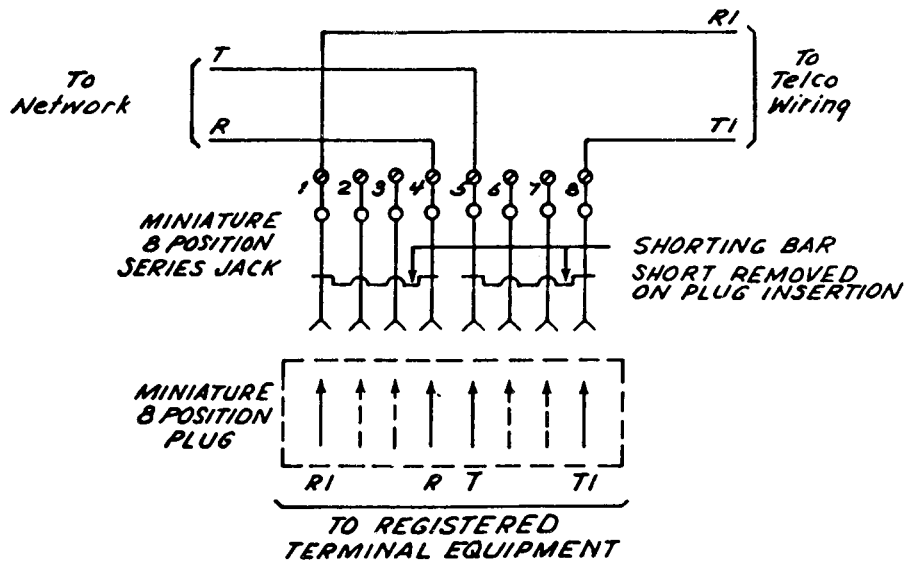 R1
T
To
Network
To
Telco
Wiring
R
T1
1 2 3 4 5 6 7 8
MINIATURE
8 POSITION
SERIES JACK
SHORTING BAR
SHORT REMOVED
ON PLUG INSERTION
MINIATURE
8 POSITION
PLUG
R1 R T T1
TO REGISTERED
TERMINAL EQUIPMENT